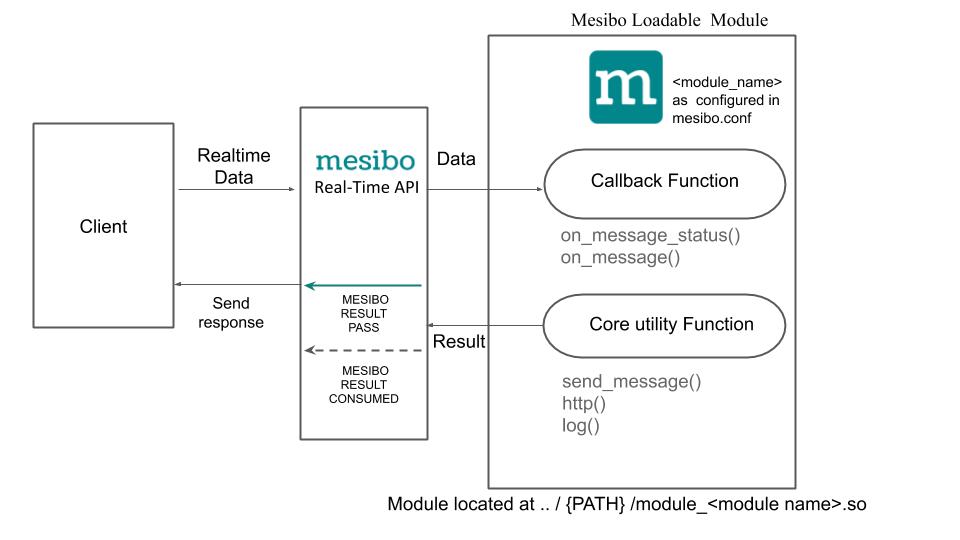 Mesibo Loadable Module
m
<module_name>
as configured in
mesibo.conf
Realtime
Data
mesibo
Real-Time API
Data
Callback Function
Client
on_message_status()
on_message()
Send
response
MESIBO
RESULT
PASS
Result
Core utility Function
MESIBO
RESULT
CONSUMED
send_message()
http()
log()
Module located at .. / {PATH} /module_<module name>.so